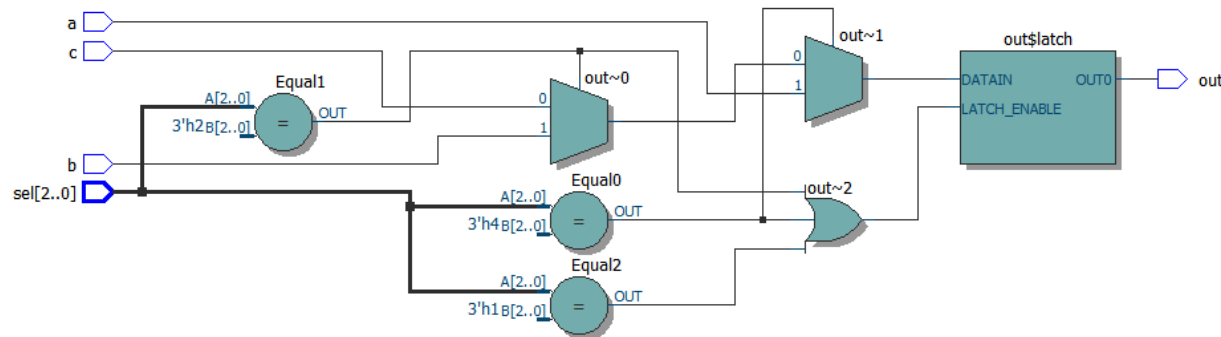 a
c
out~1
out~0
out$latch
Equal1
0
DATAIN
OUT0
out
A[2..0]
OUT
0
1
LATCH_ENABLE
3'h2 B[2..0]
1
b
sel[2..0]
Equal0
out~2
A[2..0]
OUT
3'h4 B[2..0]
Equal2
A[2..0]
OUT
3'h1 B[2..0]
=
=
=